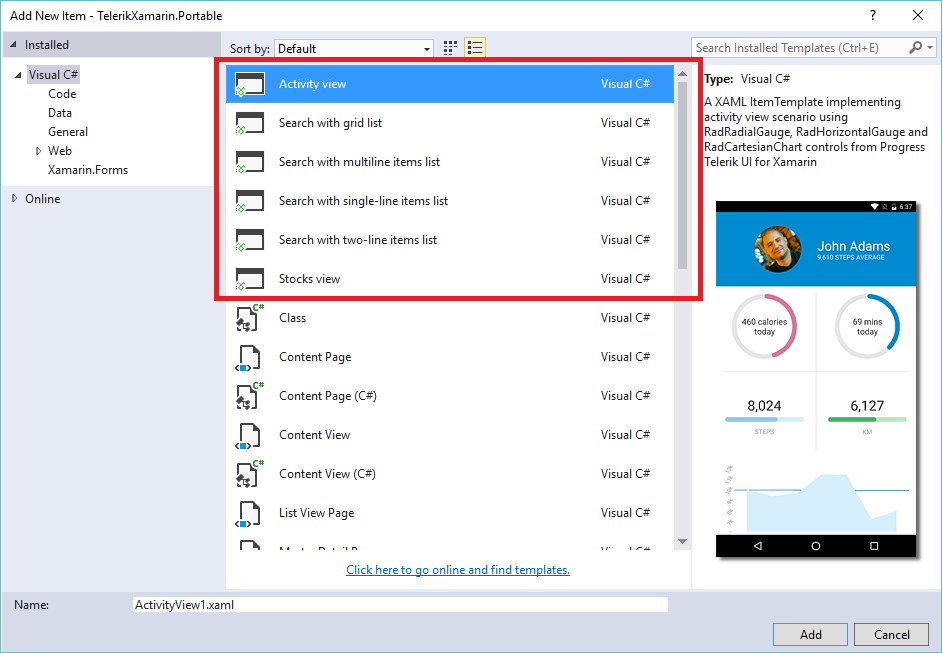 Add New Item - TelerikXamarin.Portable
?
Installed
Sort by: Default
Search Installed Templates (Ctrl+E)
Visual C#
Code
Data
General
Web
Xamarin.Forms
Online
Activity view Visual C#
Search with grid list Visual C#
Search with multiline items list Visual C#
Search with single-line items list Visual C#
Search with two-line items list Visual C#
Stocks view Visual C#
C# Class Visual C#
Content Page Visual C#
C# Content Page (C#) Visual C#
Content View Visual C#
C# Content View (C#) Visual C#
List View Page Visual C#
Click here to go online and find templates.
Type: Visual C#
A XAML ItemTemplate implementing
activity view scenario using
RadRadialGauge, RadHorizontalGauge and
RadCartesianChart controls from Progress
Telerik UI for Xamarin
6:37
John Adams
9,610 STEPS AVERAGE
460 calories
today
69 mins
today
8,024
STEPS
6,127
KM
Name: ActivityView1.xaml
Add
Cancel